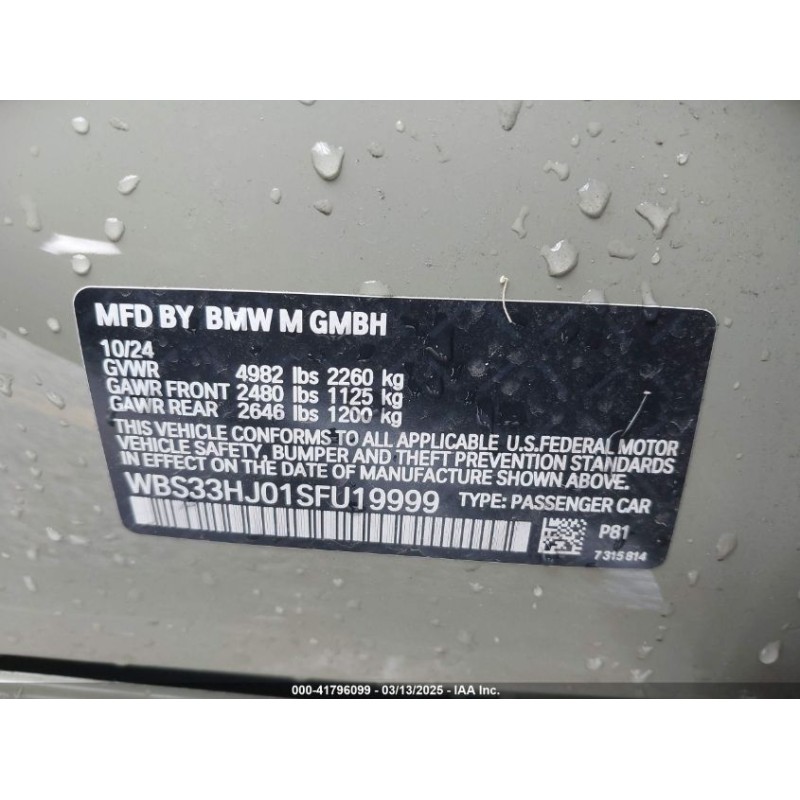 MFD BY BMW M GMBH
10/24
GVWR 4982 lbs 2260 kg
GAWR FRONT 2480 lbs 1125 kg
GAWR REAR 2646 lbs 1200 kg
THIS VEHICLE CONFORMS TO ALL APPLICABLE U.S.FEDERAL MOTOR
VEHICLE SAFETY, BUMPER AND THEFT PREVENTION STANDARDS
IN EFFECT ON THE DATE OF MANUFACTURE SHOWN ABOVE.
WBS33HJ01SFU19999 TYPE: PASSENGER CAR
P81
7315814
000-41796099 - 03/13/2025 - IAA Inc.